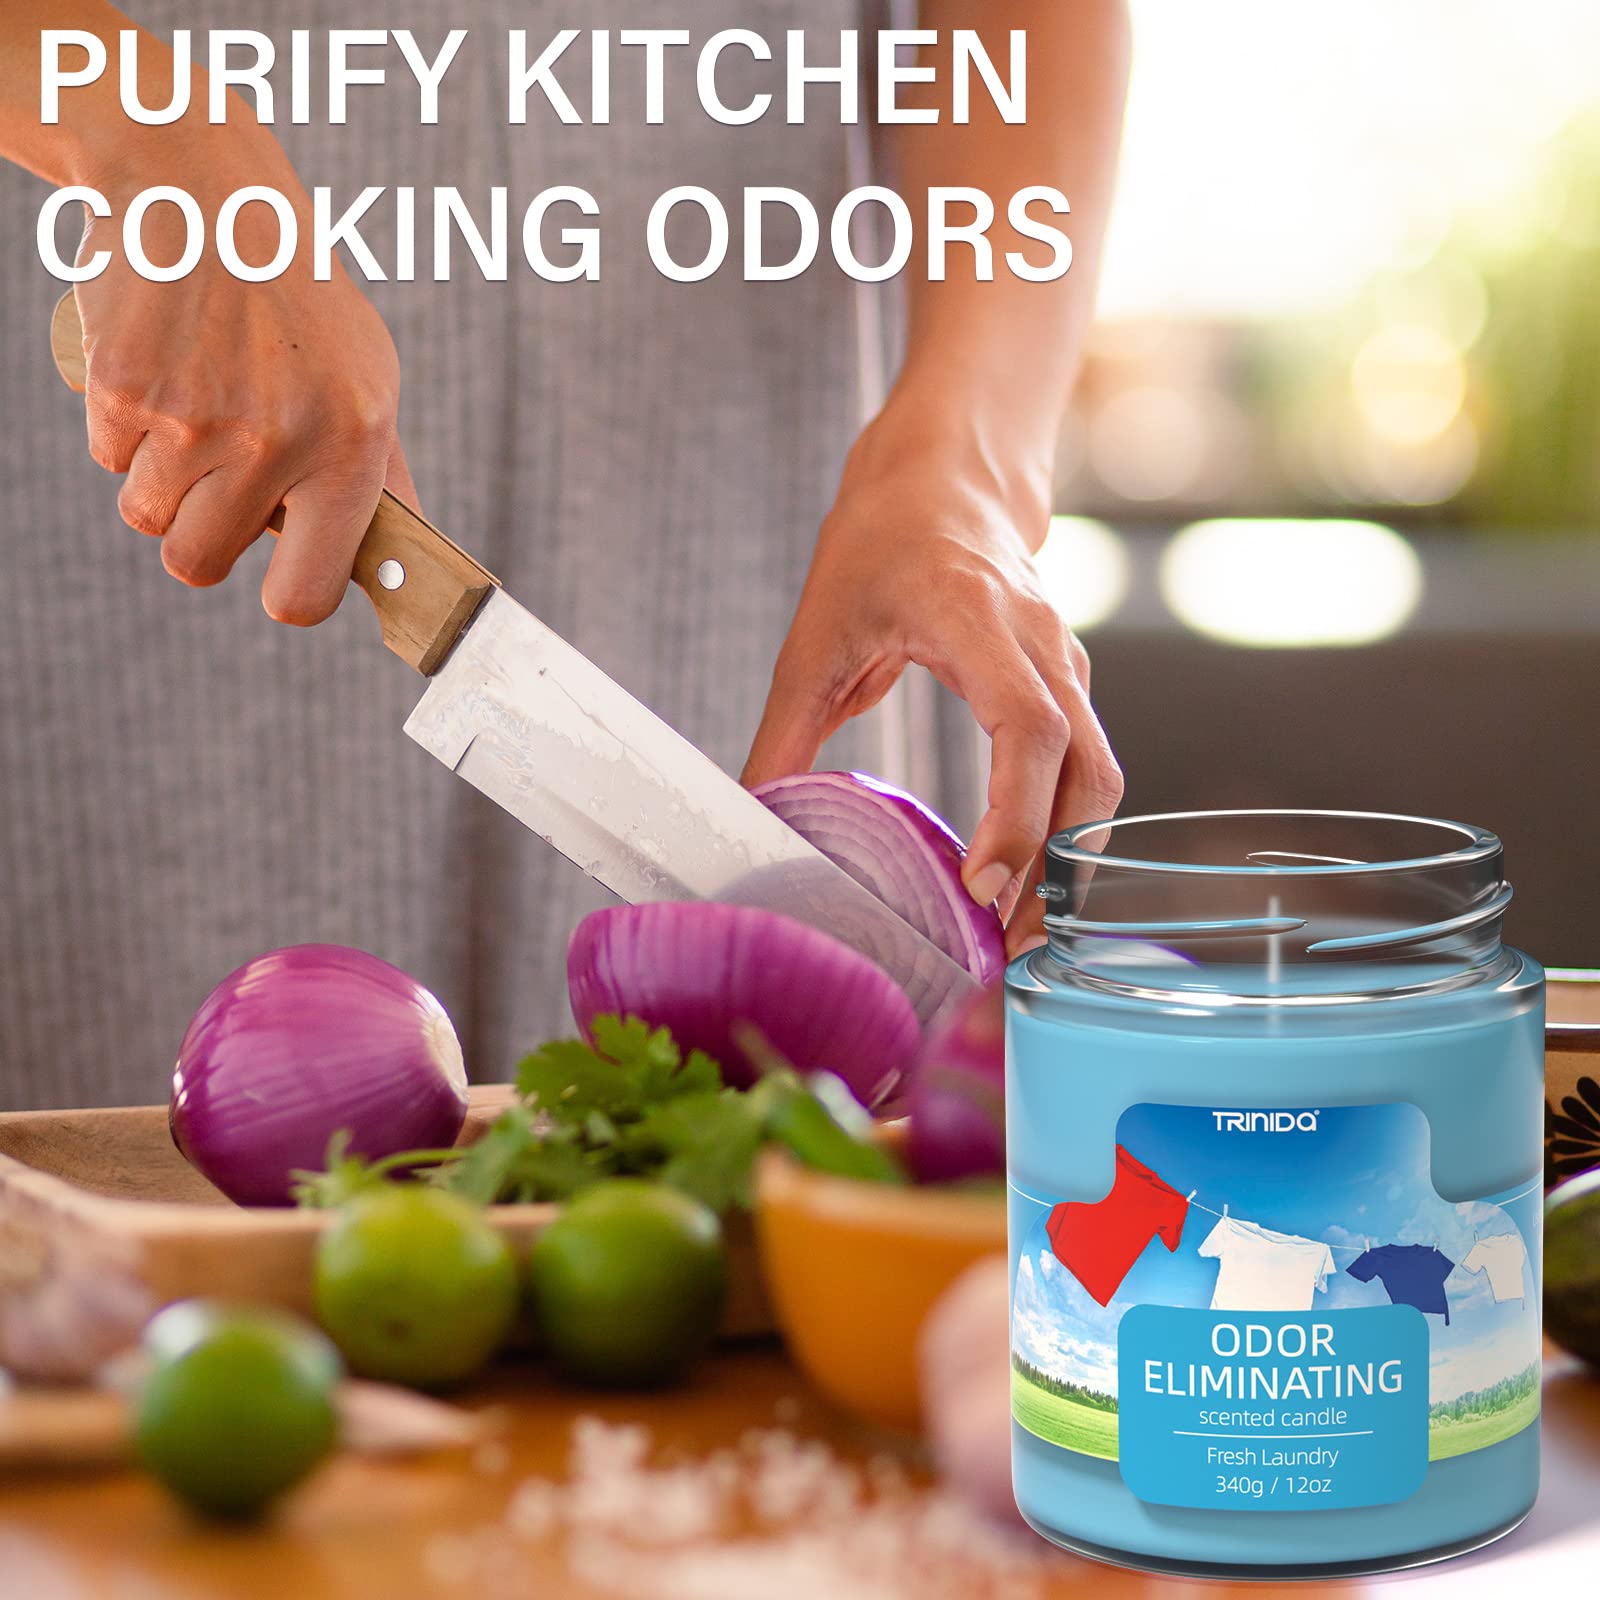 PURIFY KITCHEN
COOKING ODORS
TRINIDa®
ODOR
ELIMINATING
scented candle
Fresh Laundry
340g / 12oz